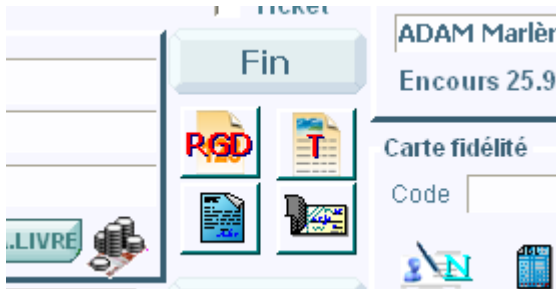 Ticket
ADAM Marlèn
Fin
Encours 25.9
RGD
T
Carte fidélité
Code
.LIVRE
N